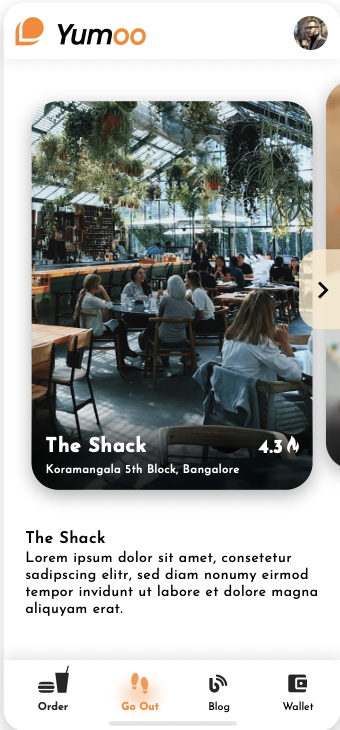 Yumoo
The Shack
4.3
Koramangala 5th Block, Bangalore
The Shack
Lorem ipsum dolor sit amet, consetetur
sadipscing elitr, sed diam nonumy eirmod
tempor invidunt ut labore et dolore magna
aliquyam erat.
Order
Go Out
Blog
Wallet